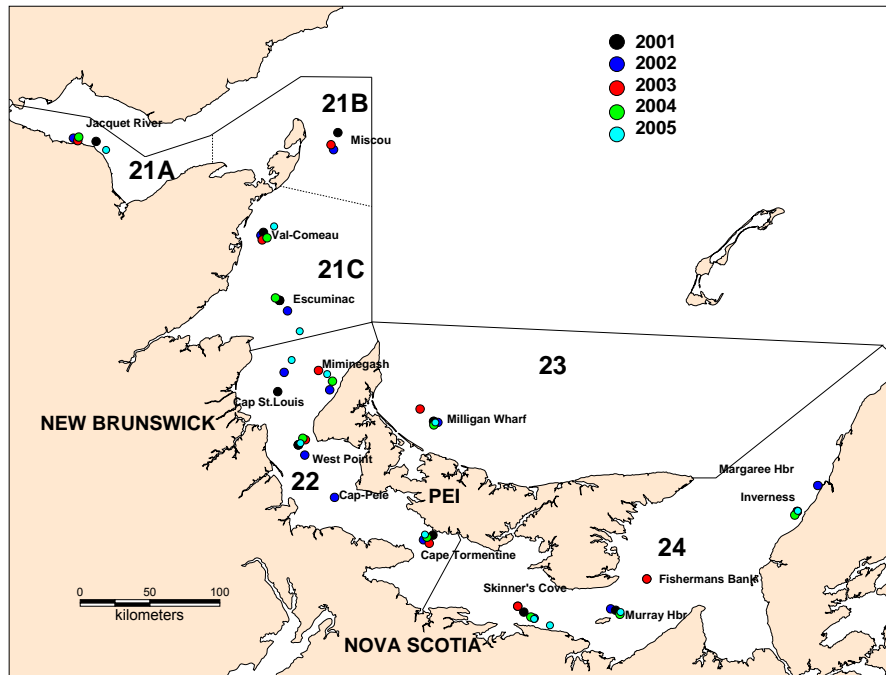 2001
2002
2003
2004
2005
21B
Jacquet River
Miscou
21A
Val-Comeau
21C
Escuminac
Miminegash
23
Cap St.Louis
NEW BRUNSWICK
Milligan Wharf
West Point
Margaree Hbr
22
Cap-Pelé
PEI
Inverness
Cape Tormentine
24
Fishermans Bank
Skinner's Cove
Murray Hbr
0 50 100
kilometers
NOVA SCOTIA